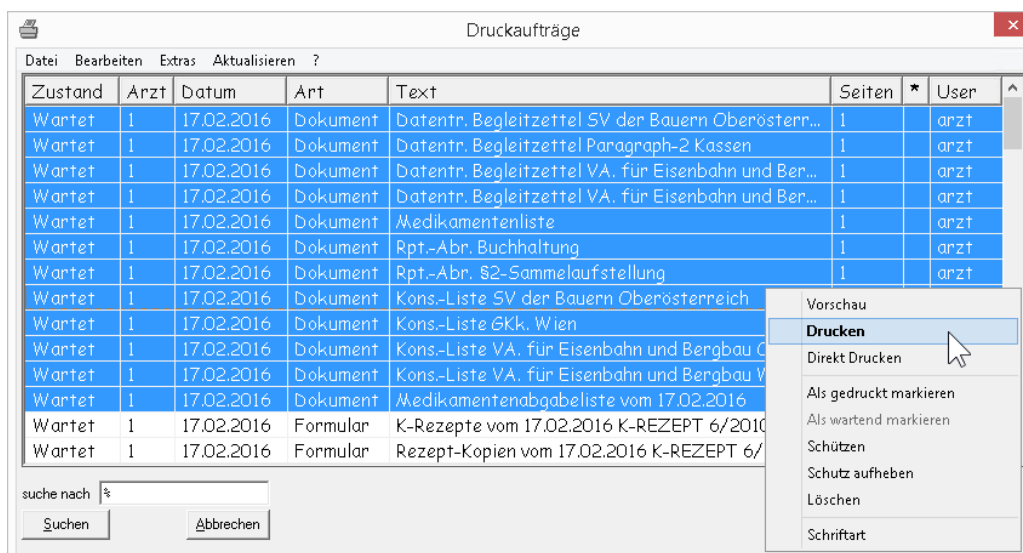 Druckaufträge
Datei Bearbeiten Extras Aktualisieren ?
Zustand Arzt Datum Art Text Seiten * User
Wartet 1 17.02.2016 Dokument Datentr. Begleitzettel SV der Bauern Oberösterr... 1 arzt
Wartet 1 17.02.2016 Dokument Datentr. Begleitzettel Paragraph-2 Kassen 1 arzt
Wartet 1 17.02.2016 Dokument Datentr. Begleitzettel VA. für Eisenbahn und Ber... 1 arzt
Wartet 1 17.02.2016 Dokument Datentr. Begleitzettel VA. für Eisenbahn und Ber... 1 arzt
Wartet 1 17.02.2016 Dokument Medikamentenliste 1 arzt
Wartet 1 17.02.2016 Dokument Rpt.-Abr. Buchhaltung 1 arzt
Wartet 1 17.02.2016 Dokument Rpt.-Abr. §2-Sammelaufstellung 1 arzt
Wartet 1 17.02.2016 Dokument Kons.-Liste SV der Bauern Oberösterreich
Wartet 1 17.02.2016 Dokument Kons.-Liste GKk. Wien
Wartet 1 17.02.2016 Dokument Kons.-Liste VA. für Eisenbahn und Bergbau
Wartet 1 17.02.2016 Dokument Kons.-Liste VA. für Eisenbahn und Bergbau
Wartet 1 17.02.2016 Dokument Medikamentenabgabeliste vom 17.02.2016
Wartet 1 17.02.2016 Formular K-Rezepte vom 17.02.2016 K-REZEPT 6/2010
Wartet 1 17.02.2016 Formular Rezept-Kopien vom 17.02.2016 K-REZEPT 6/
Vorschau
Drucken
Direkt Drucken
Als gedruckt markieren
Als wartend markieren
Schützen
Schutz aufheben
Löschen
Schriftart
suche nach %
Suchen Abbrechen